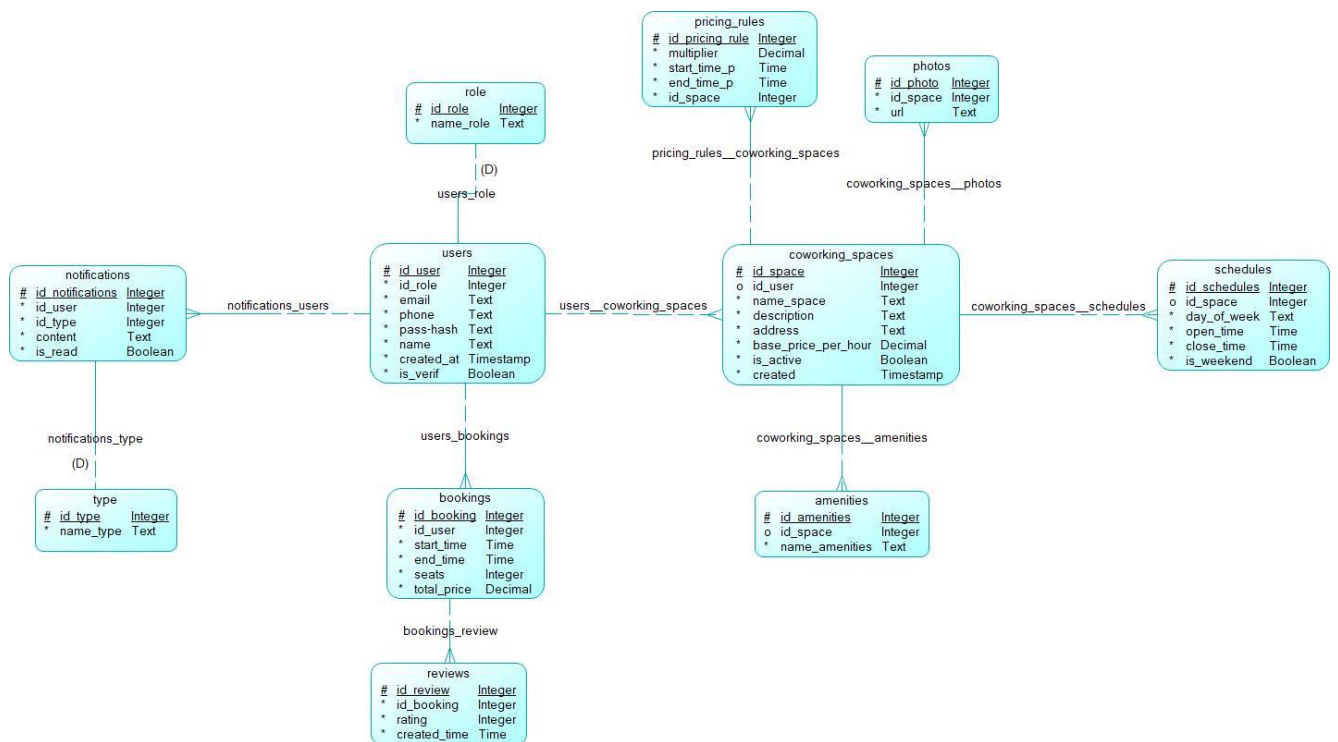 pricing_rules
# id_pricing_rule Integer
* multiplier Decimal
* start_time_p Time
* end_time_p Time
* id_space Integer
photos
# id_photo Integer
* id_space Integer
* url Text
role
# id_role Integer
* name_role Text
pricing_rules__coworking_spaces
coworking_spaces__photos
(D)
users_role
users
# id_user Integer
* id_role Integer
* email Text
* phone Text
* pass-hash Text
* name Text
* created_at Timestamp
* is_verif Boolean
coworking_spaces
# id_space Integer
o id_user Integer
* name_space Text
* description Text
* address Text
* base_price_per_hour Decimal
* is_active Boolean
* created Timestamp
notifications
# id_notifications Integer
* id_user Integer
* id_type Integer
* content Text
* is_read Boolean
schedules
# id_schedules Integer
o id_space Integer
* day_of_week Text
* open_time Time
* close_time Time
* is_weekend Boolean
notifications_users
users__coworking_spaces
coworking_spaces__schedules
notifications_type
(D)
users_bookings
coworking_spaces__amenities
type
# id_type Integer
* name_type Text
bookings
# id_booking Integer
* id_user Integer
* start_time Time
* end_time Time
* seats Integer
* total_price Decimal
amenities
# id_amenities Integer
o id_space Integer
* name_amenities Text
bookings_review
reviews
# id_review Integer
* id_booking Integer
* rating Integer
* created_time Time